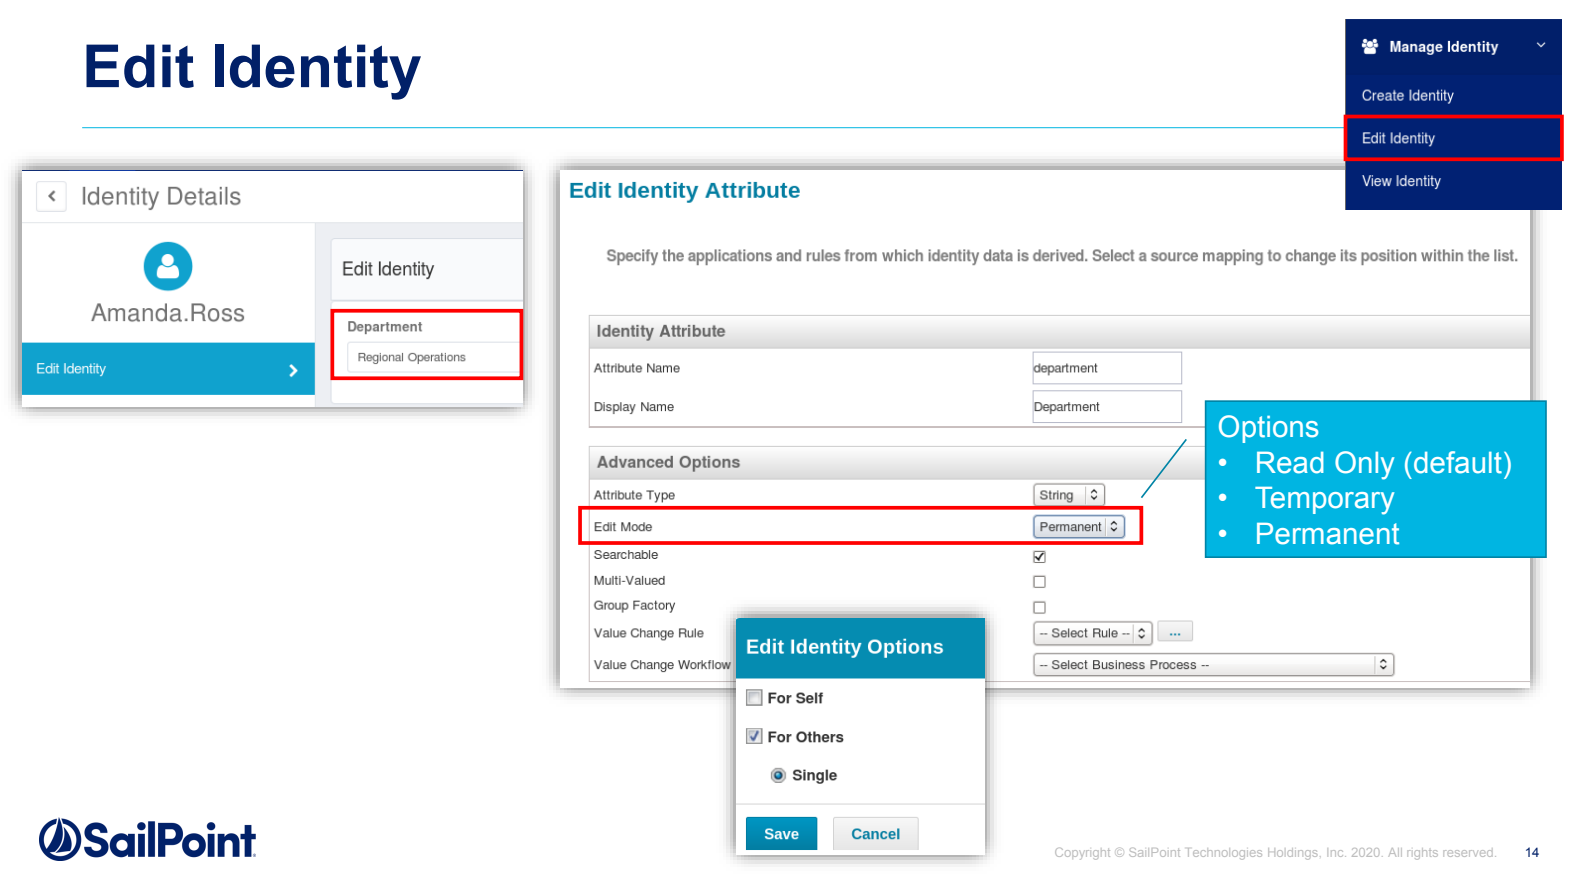 Edit Identity
Manage Identity
Create Identity
Edit Identity
View Identity
Identity Details
Amanda.Ross
Edit Identity
Edit Identity
Department
Regional Operations
Edit Identity Attribute
Specify the applications and rules from which identity data is derived. Select a source mapping to change its position within the list.
Identity Attribute
Attribute Name department
Display Name Department
Advanced Options
Attribute Type String
Edit Mode Permanent
Searchable
Multi-Valued
Group Factory
Value Change Rule -- Select Rule -- ...
Value Change Workflow -- Select Business Process --
Options
• Read Only (default)
• Temporary
• Permanent
Edit Identity Options
For Self
For Others
Single
Save Cancel
SailPoint
Copyright © SailPoint Technologies Holdings, Inc. 2020. All rights reserved. 14